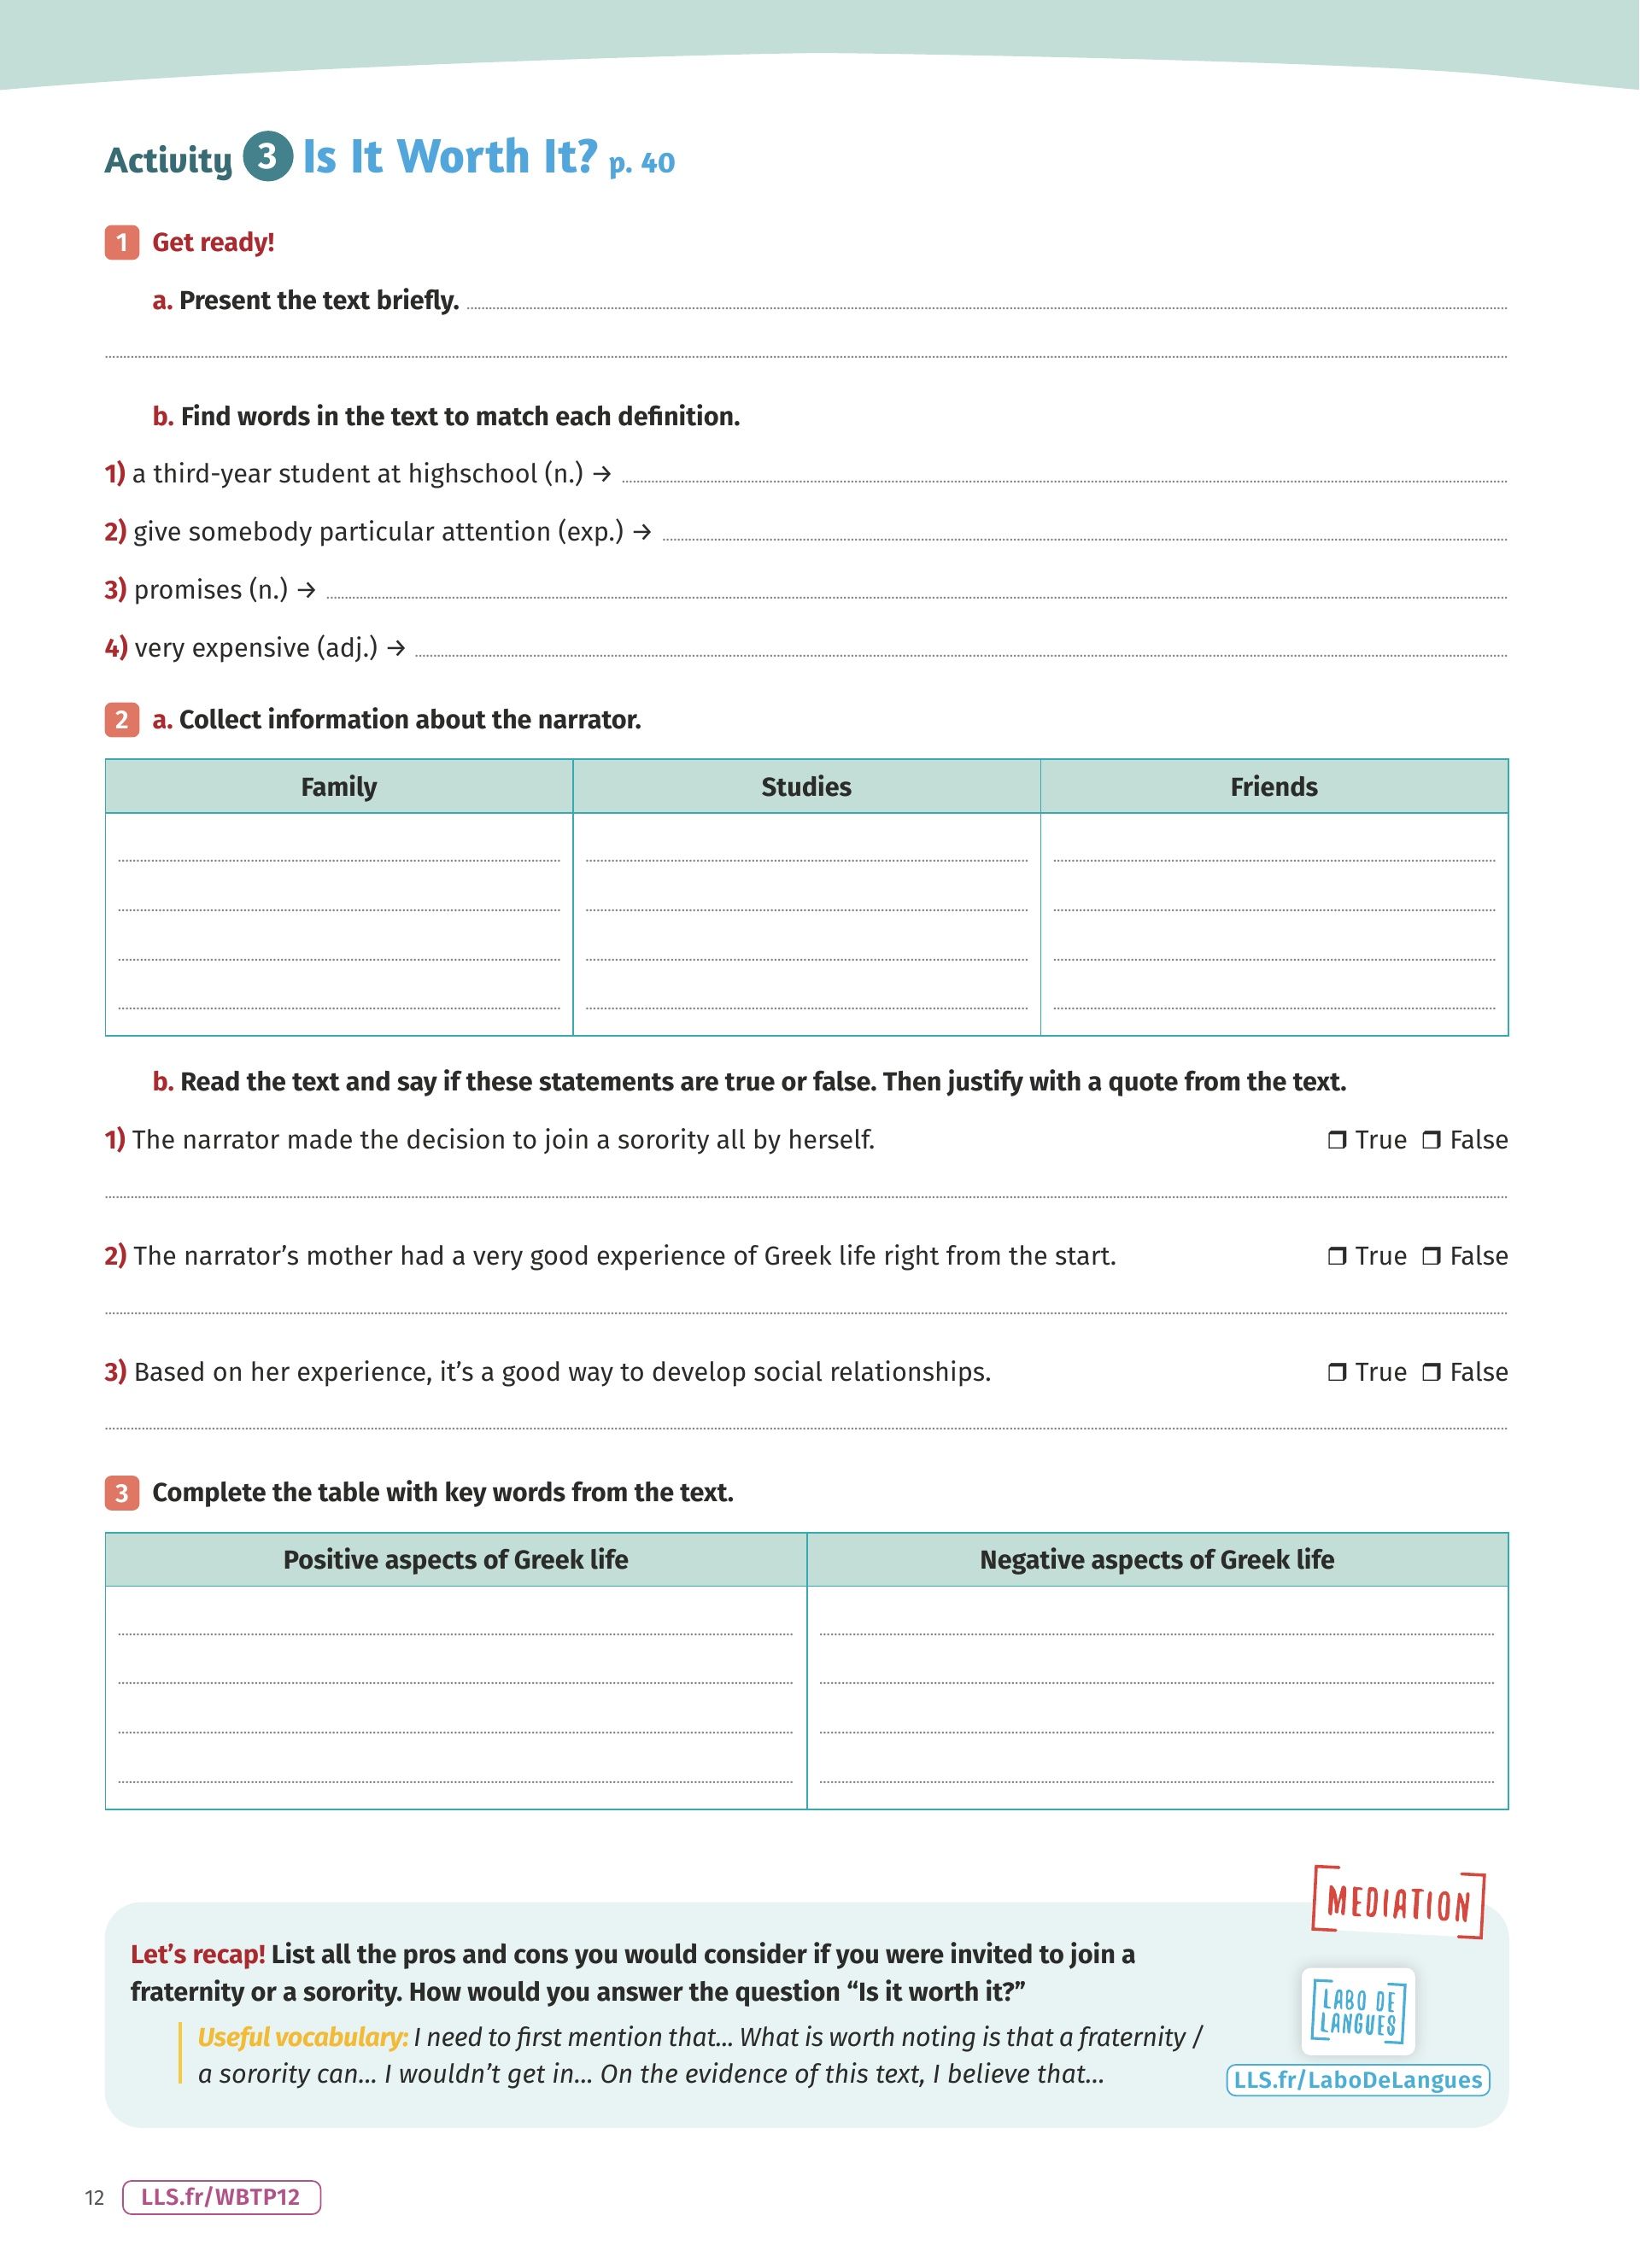 Activity 3 Is It Worth It? p. 40
1 Get ready!
a. Present the text briefly.
b. Find words in the text to match each definition.
1) a third-year student at highschool (n.) →
2) give somebody particular attention (exp.) →
3) promises (n.) →
4) very expensive (adj.) →
2 a. Collect information about the narrator.
Family Studies Friends
b. Read the text and say if these statements are true or false. Then justify with a quote from the text.
1) The narrator made the decision to join a sorority all by herself. ❒ True ❒ False
2) The narrator's mother had a very good experience of Greek life right from the start. ❒ True ❒ False
3) Based on her experience, it's a good way to develop social relationships. ❒ True ❒ False
3 Complete the table with key words from the text.
Positive aspects of Greek life Negative aspects of Greek life
MEDIATION
Let's recap! List all the pros and cons you would consider if you were invited to join a
fraternity or a sorority. How would you answer the question “Is it worth it?”
Useful vocabulary: I need to first mention that... What is worth noting is that a fraternity /
a sorority can... I wouldn't get in... On the evidence of this text, I believe that...
LABO DE
LANGUES
LLS.fr/LaboDeLangues
12 LLS.fr/WBTP12